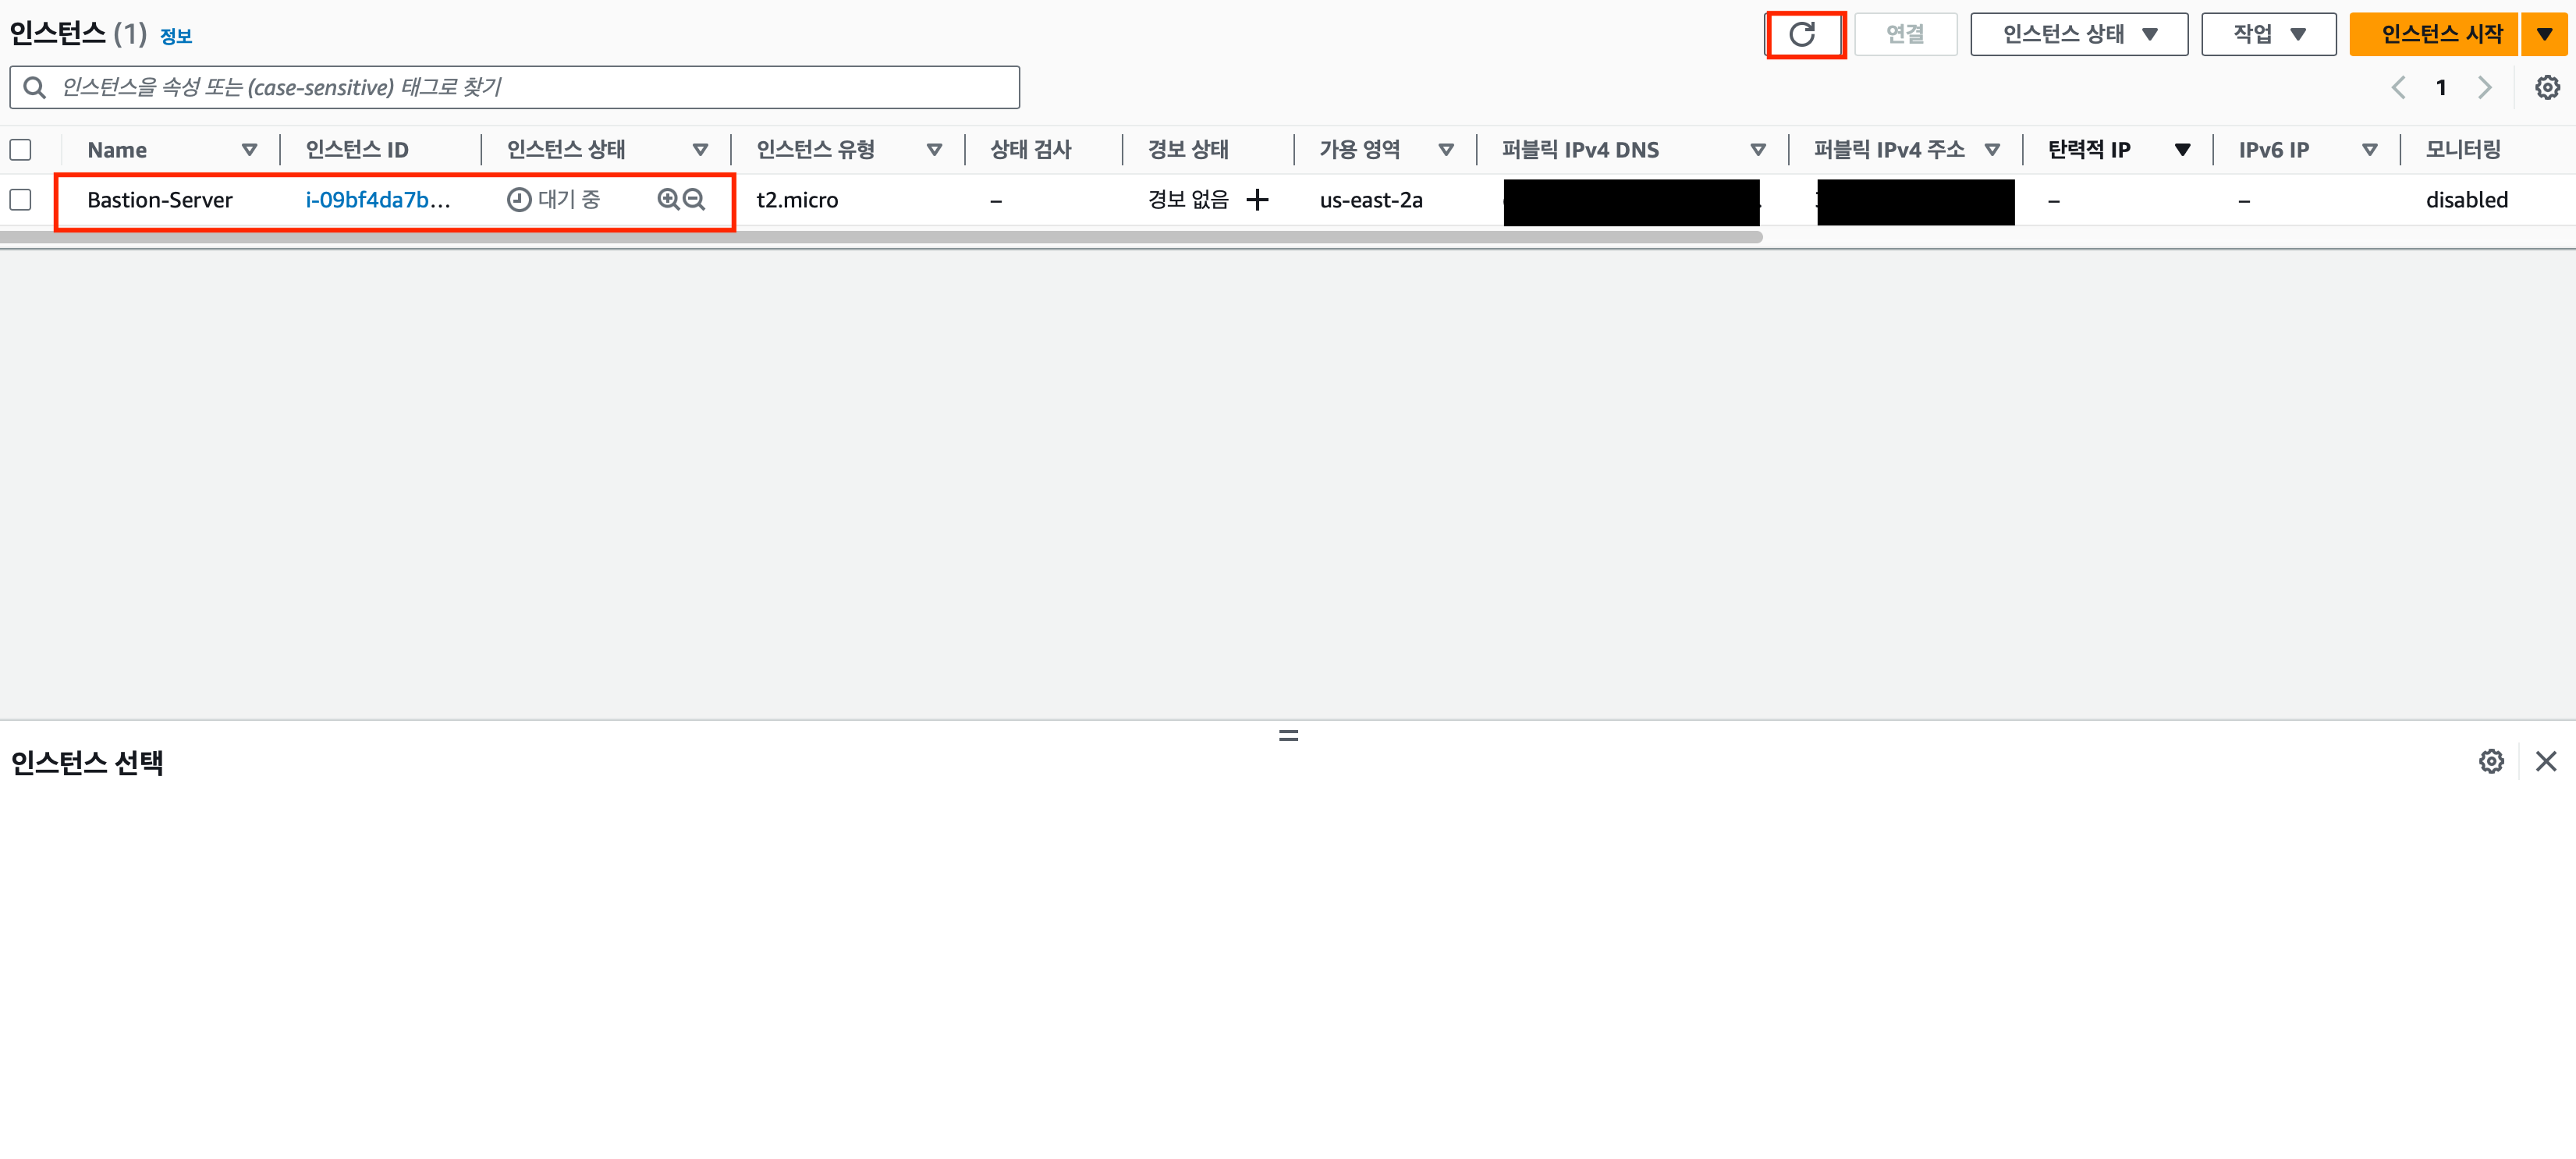 인스턴스 (1) 정보
연결 인스턴스 상태 작업 인스턴스 시작
인스턴스을 속성 또는 (case-sensitive) 태그로 찾기
1
Name 인스턴스 ID 인스턴스 상태 인스턴스 유형 상태 검사 경보 상태 가용 영역 퍼블릭 IPv4 DNS 퍼블릭 IPv4 주소 탄력적 IP IPv6 IP 모니터링
Bastion-Server i-09bf4da7b... 대기 중 t2.micro – 경보 없음 + us-east-2a – – disabled
인스턴스 선택